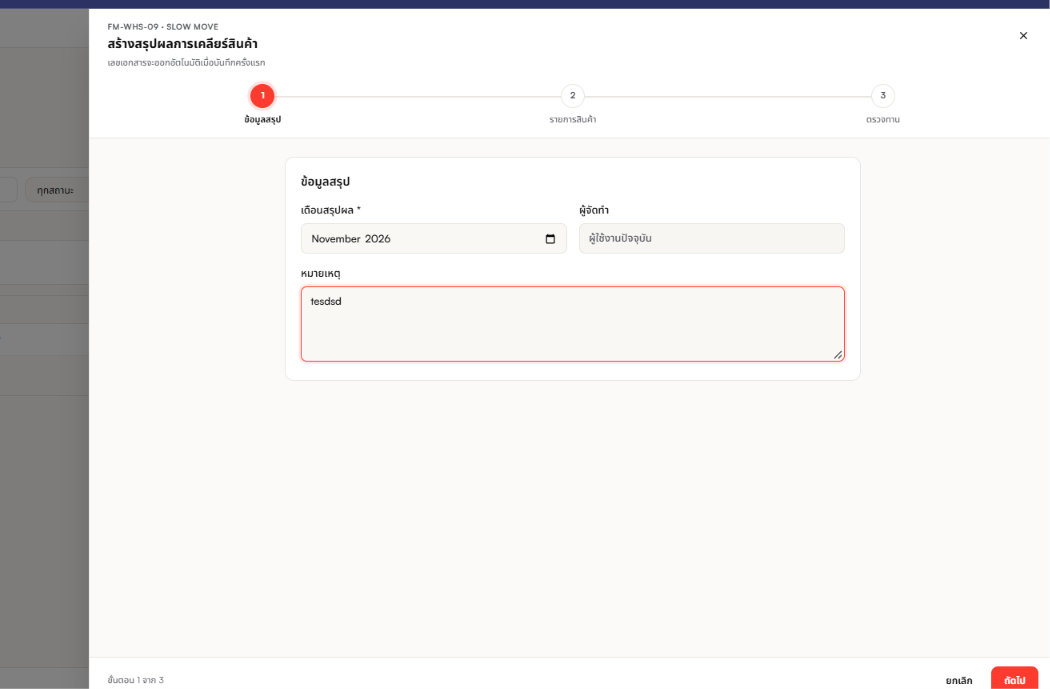 FM-WHS-09 • SLOW MOVE
สร้างสรุปผลการเคลียร์สินค้า
เลขเอกสารจะออกอัตโนมัติเมื่อบันทึกครั้งแรก
1
2
3
ข้อมูลสรุป
รายการสินค้า
ตรวจทาน
ทุกสถานะ
ข้อมูลสรุป
เดือนสรุปผล *
ผู้จัดทำ
November 2026
ผู้ใช้งานปัจจุบัน
หมายเหตุ
tesdsd
ขั้นตอน 1 จาก 3
ยกเลิก
ถัดไป